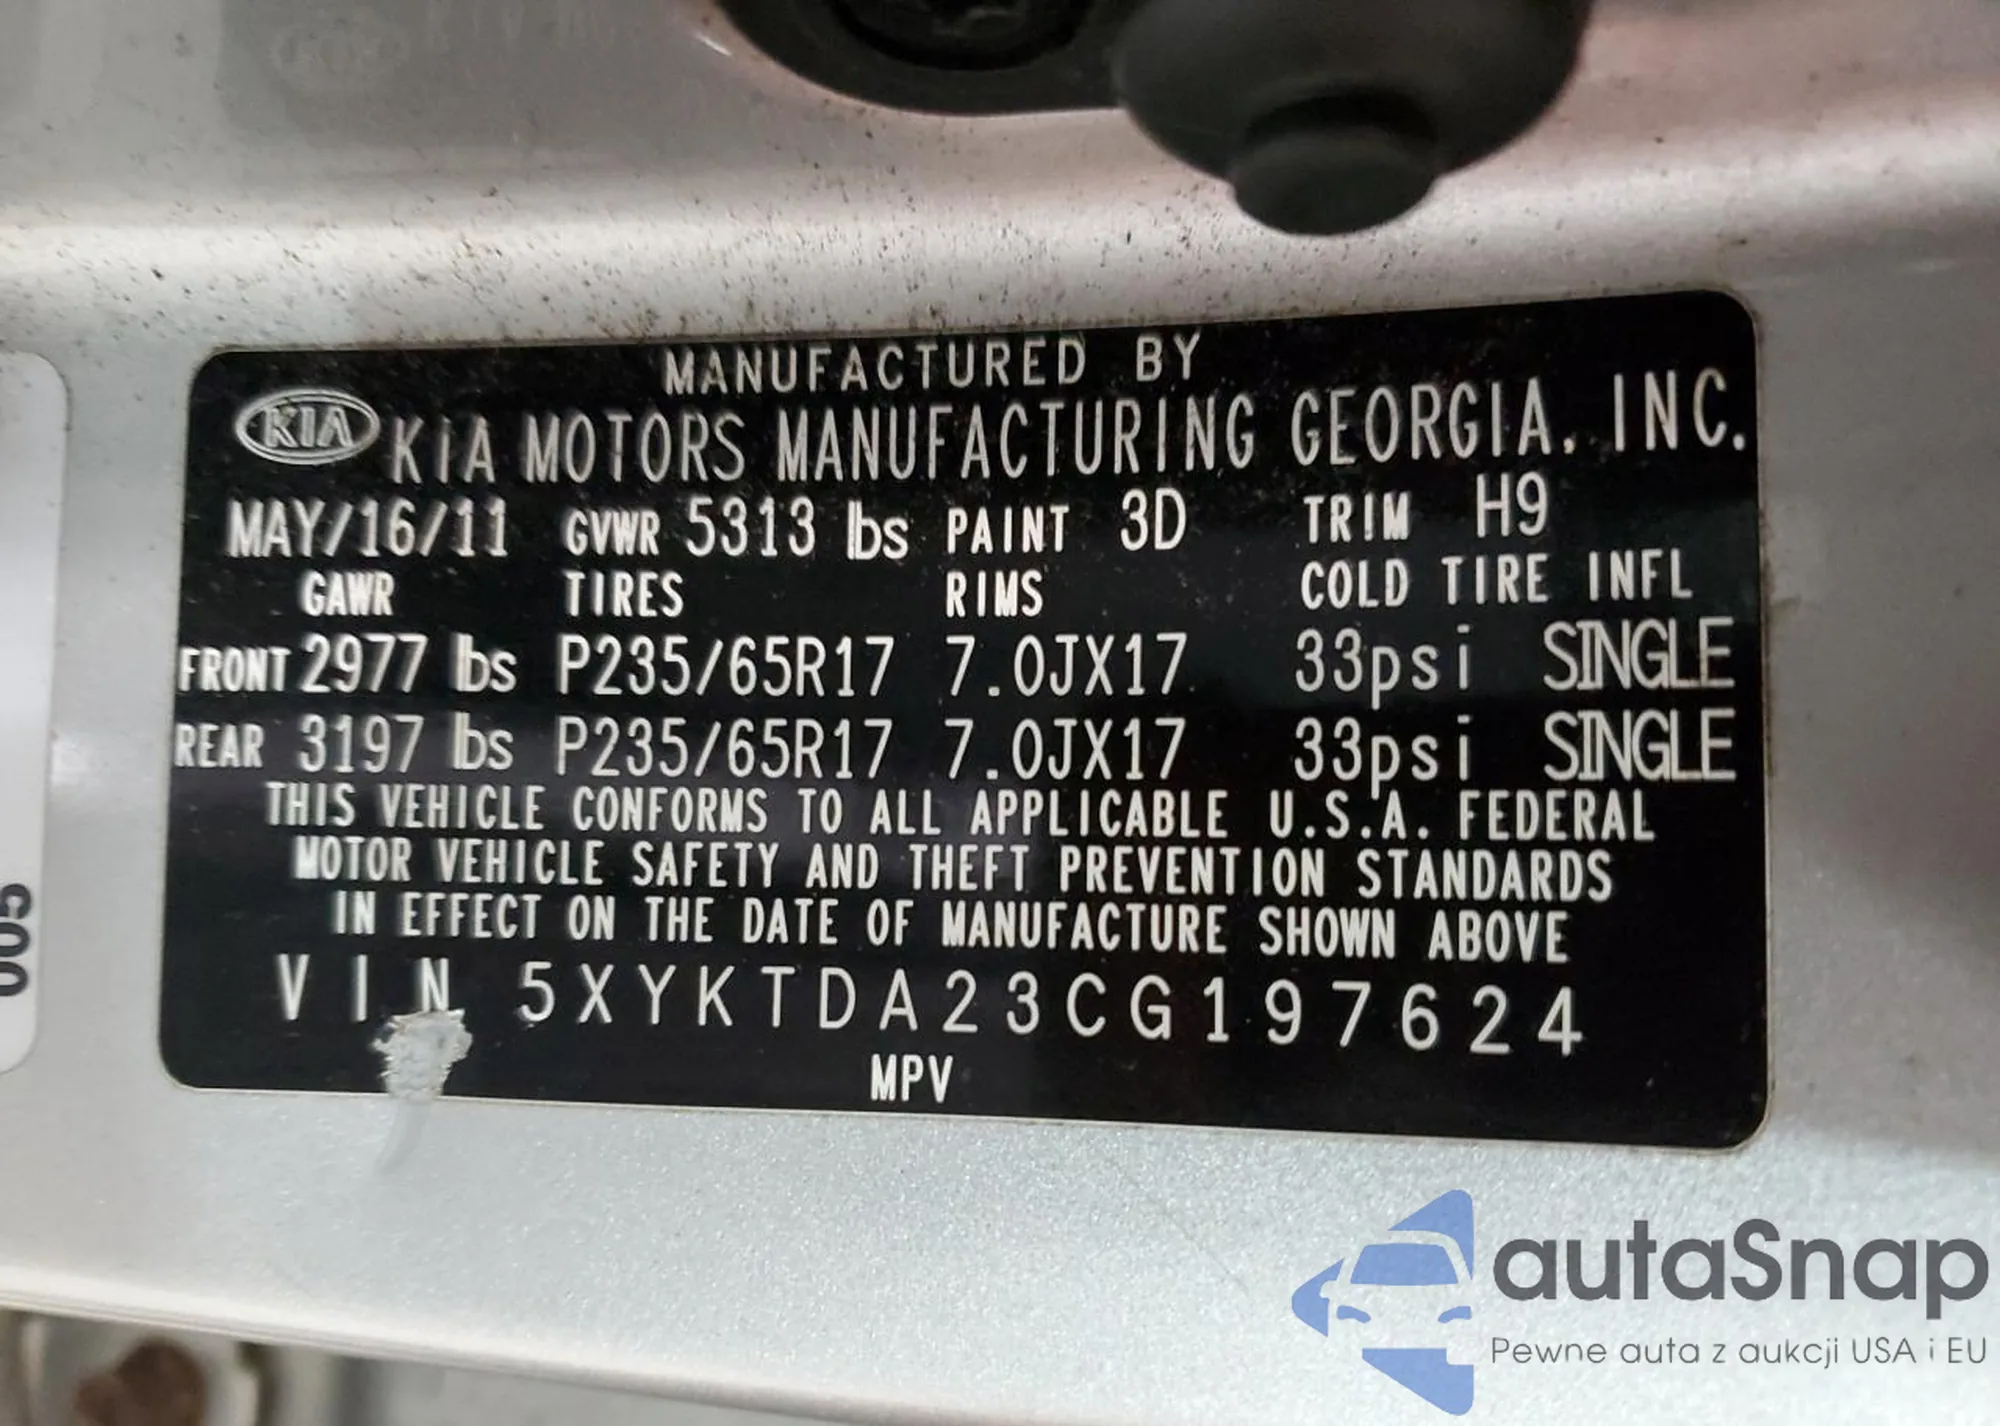 MANUFACTURED BY
KIA KIA MOTORS MANUFACTURING GEORGIA, INC.
MAY/16/11 GVWR 5313 lbs PAINT 3D TRIM H9
GAWR TIRES RIMS COLD TIRE INFL
FRONT 2977 lbs P235/65R17 7.0JX17 33psi SINGLE
REAR 3197 lbs P235/65R17 7.0JX17 33psi SINGLE
THIS VEHICLE CONFORMS TO ALL APPLICABLE U.S.A. FEDERAL
MOTOR VEHICLE SAFETY AND THEFT PREVENTION STANDARDS
IN EFFECT ON THE DATE OF MANUFACTURE SHOWN ABOVE
VIN 5XYKTDA23CG197624
MPV
005
autaSnap
Pewne auta z aukcji USA i EU